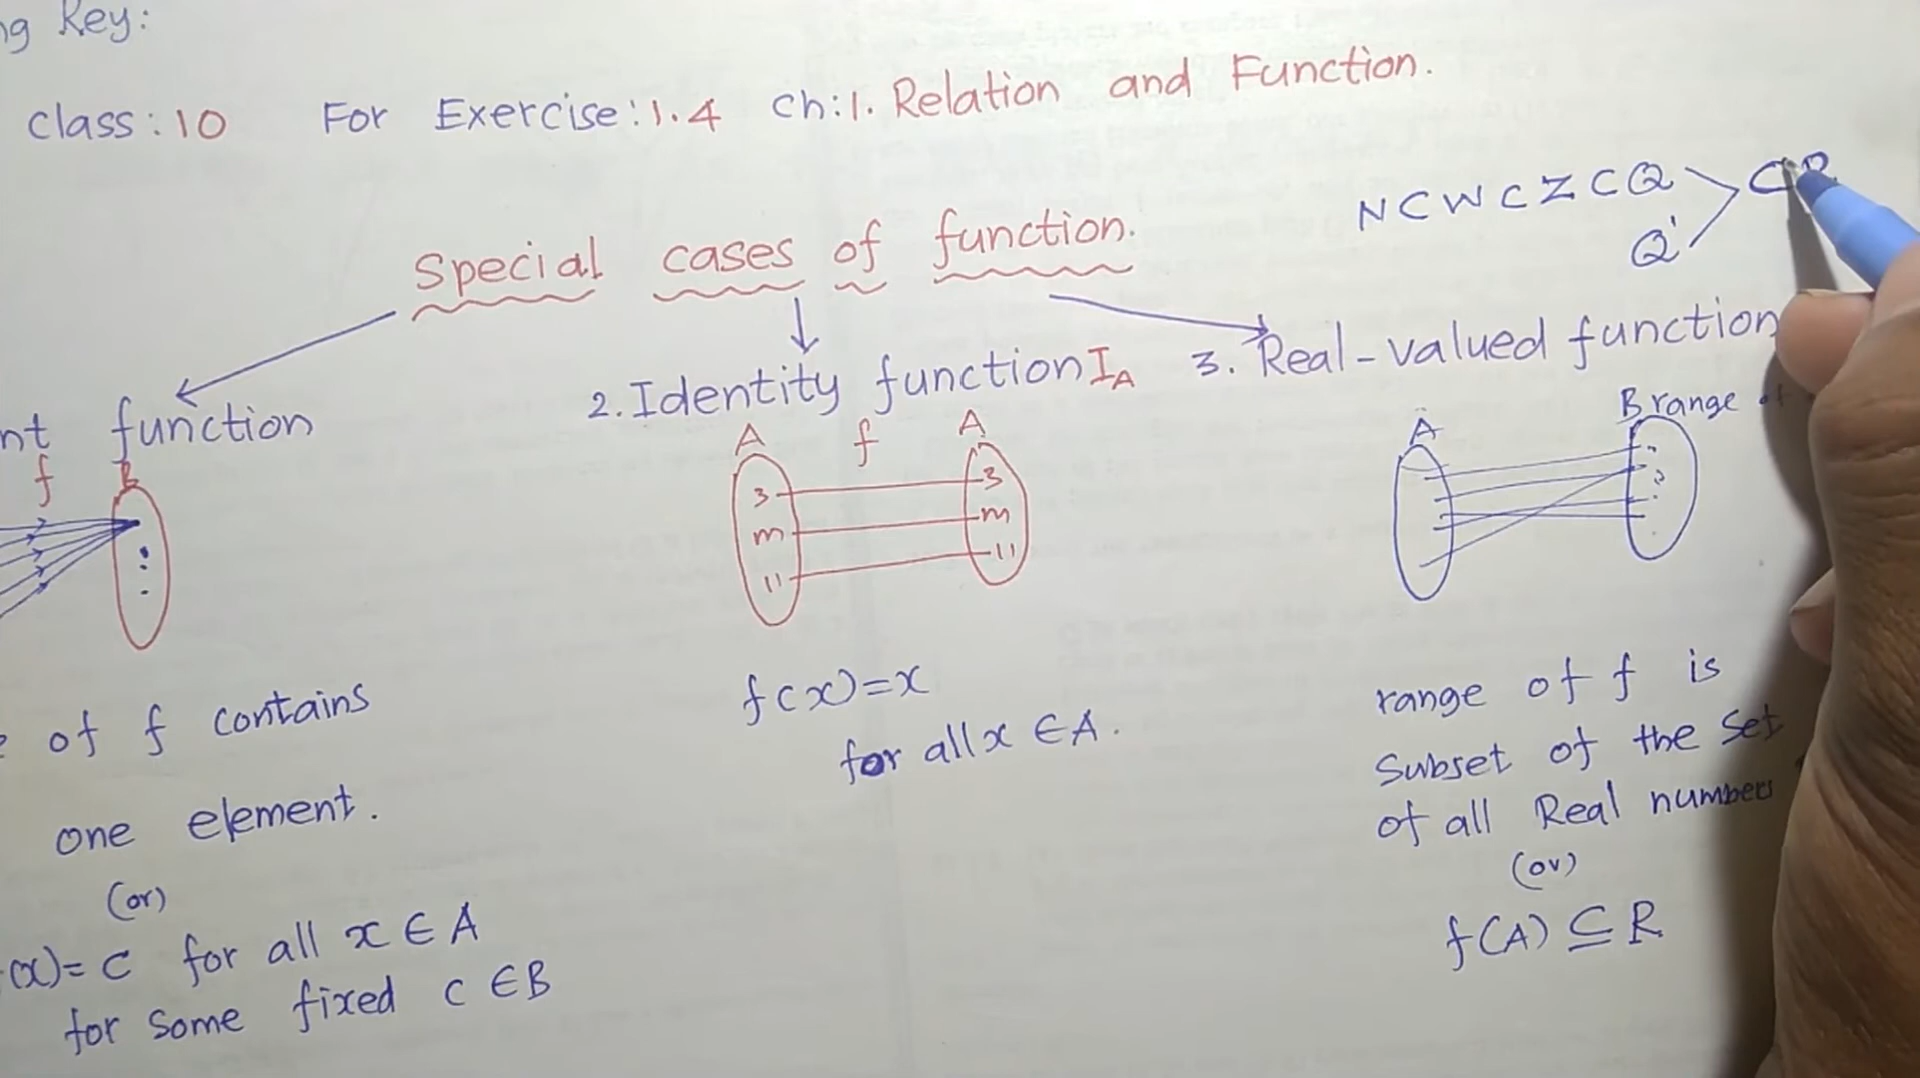 ng Key:
Class: 10 For Exercise: 1.4 Ch: 1. Relation and Function.
N ⊂ W ⊂ Z ⊂ Q ⊂ R
Q'
Special cases of function.
nt function
2. Identity function I_A
3. Real-valued function
f B
A f A
A B range
3 3
m m
11 11
of f contains
one element.
(or)
(x) = C for all x ∈ A
for some fixed C ∈ B
f(x) = x
for all x ∈ A.
range of f is
Subset of the Set
of all Real numbers
(or)
f(A) ⊆ R